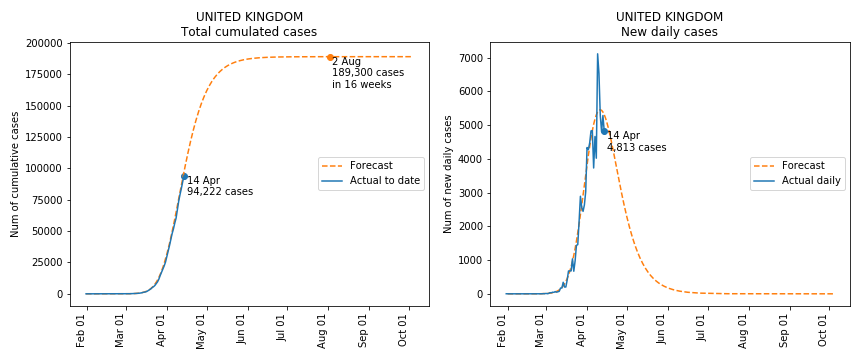 UNITED KINGDOM
Total cumulated cases
Num of cumulative cases
200000
175000
150000
125000
100000
75000
50000
25000
0
2 Aug
189,300 cases
in 16 weeks
14 Apr
94,222 cases
Forecast
Actual to date
Feb 01
Mar 01
Apr 01
May 01
Jun 01
Jul 01
Aug 01
Sep 01
Oct 01
UNITED KINGDOM
New daily cases
Num of new daily cases
7000
6000
5000
4000
3000
2000
1000
0
14 Apr
4,813 cases
Forecast
Actual daily
Feb 01
Mar 01
Apr 01
May 01
Jun 01
Jul 01
Aug 01
Sep 01
Oct 01